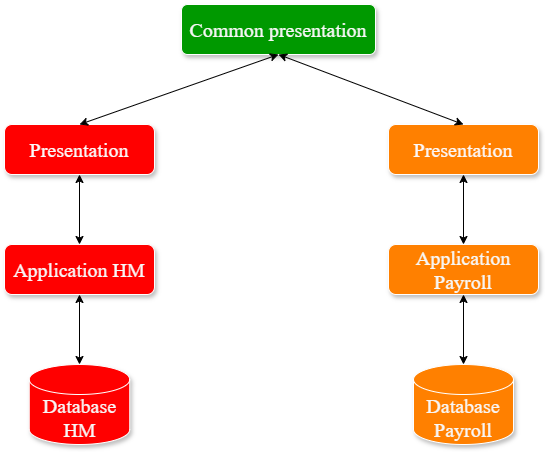 Common presentation
Presentation
Presentation
Application HM
Application
Payroll
Database
HM
Database
Payroll